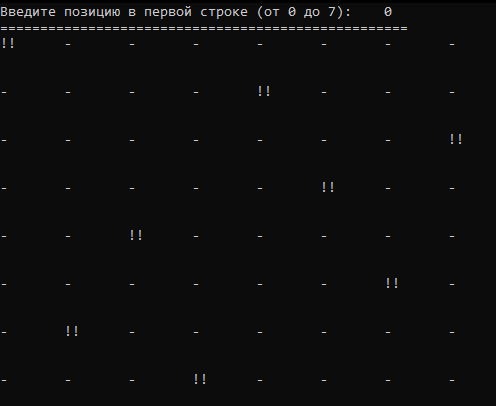 Введите позицию в первой строке (от 0 до 7):    0
===================================================
!!      -       -       -       -       -       -       -
-       -       -       -       !!      -       -       -
-       -       -       -       -       -       -       !!
-       -       -       -       -       !!      -       -
-       -       !!      -       -       -       -       -
-       -       -       -       -       -       !!      -
-       !!      -       -       -       -       -       -
-       -       -       !!      -       -       -       -